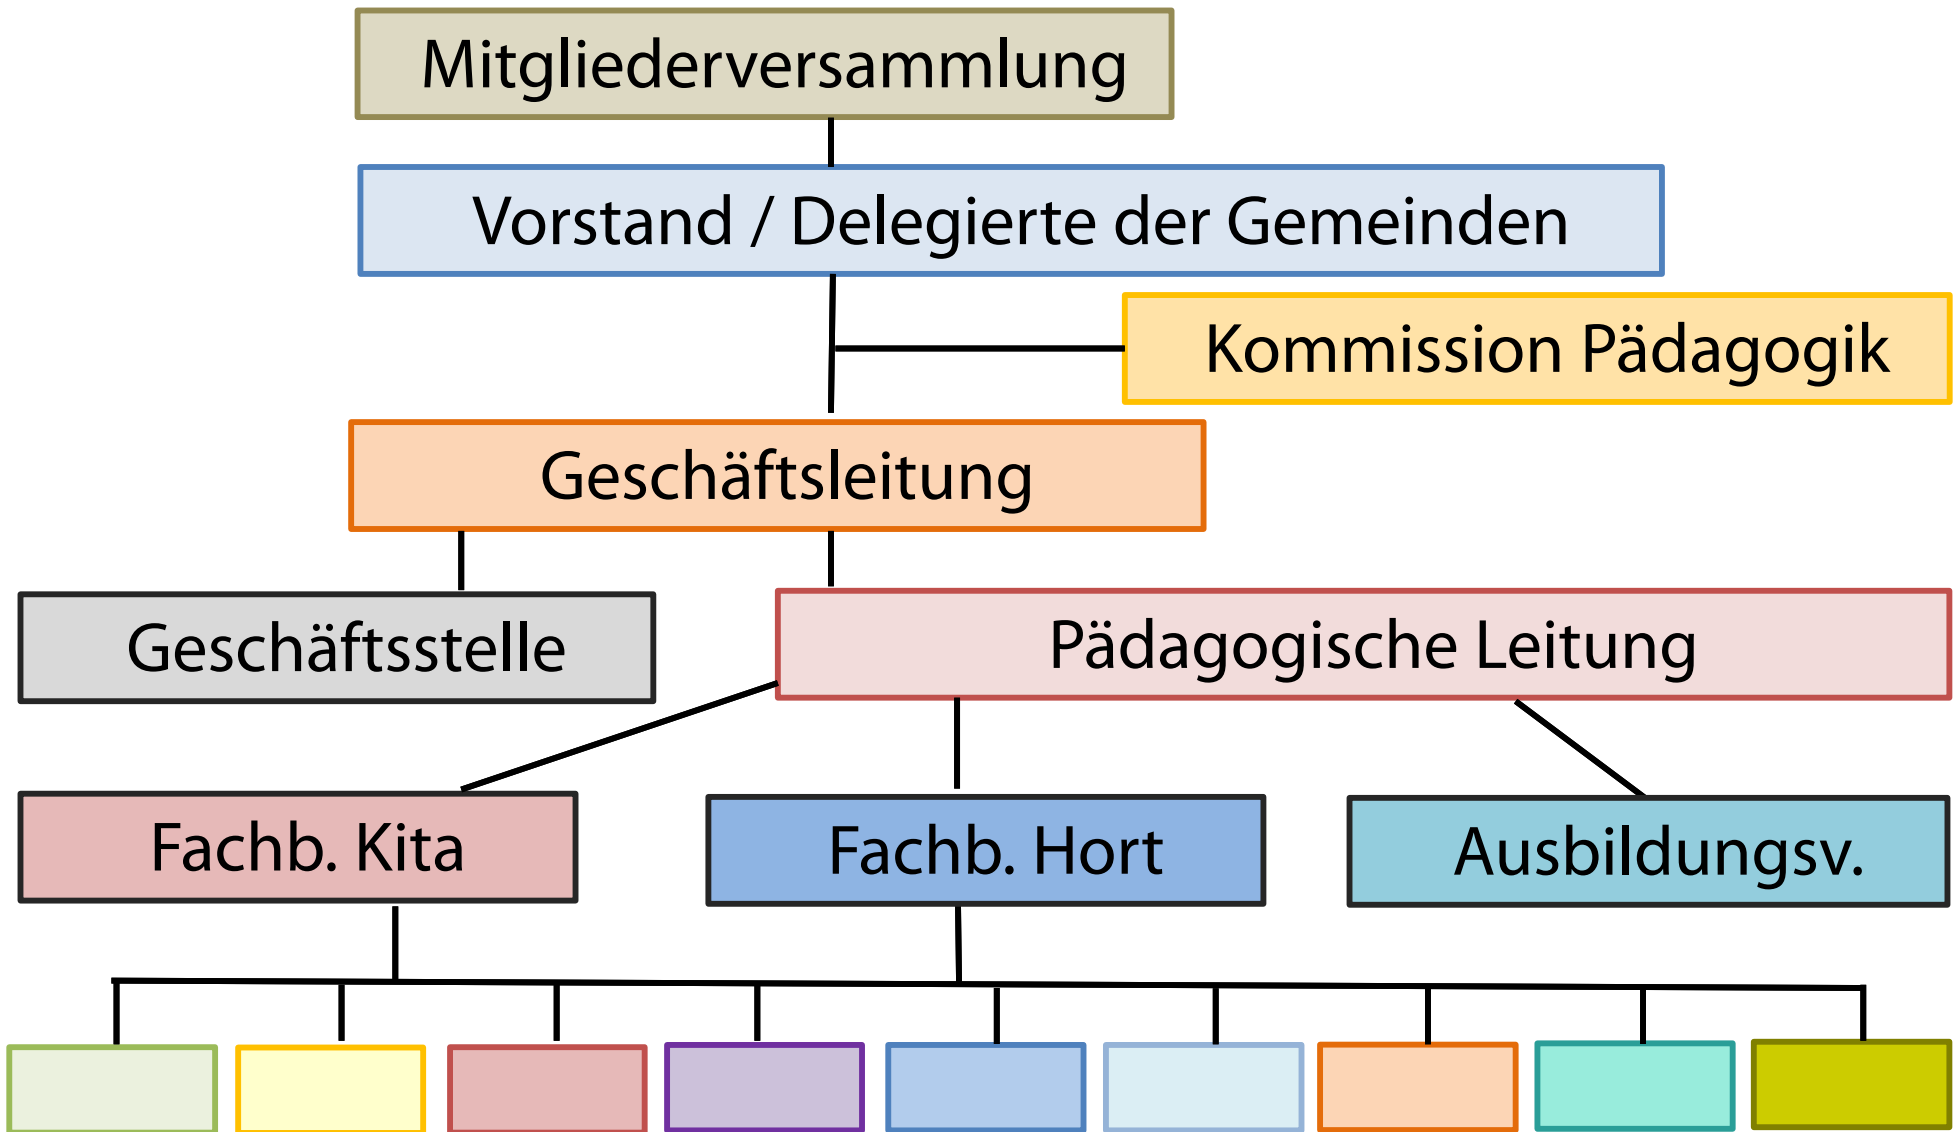 Mitgliederversammlung
Vorstand / Delegierte der Gemeinden
Kommission Pädagogik
Geschäftsleitung
Geschäftsstelle
Pädagogische Leitung
Fachb. Kita
Fachb. Hort
Ausbildungsv.